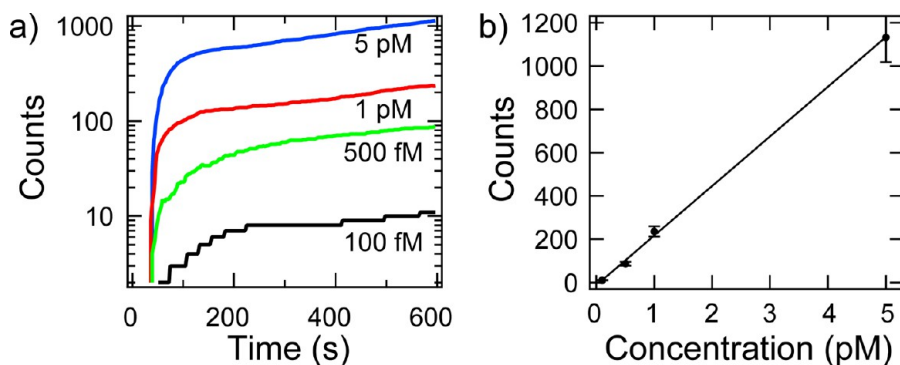 a)
Counts
1000
100
10
5 pM
1 pM
500 fM
100 fM
0 200 400 600
Time (s)
b)
Counts
1200
1000
800
600
400
200
0
0 1 2 3 4 5
Concentration (pM)